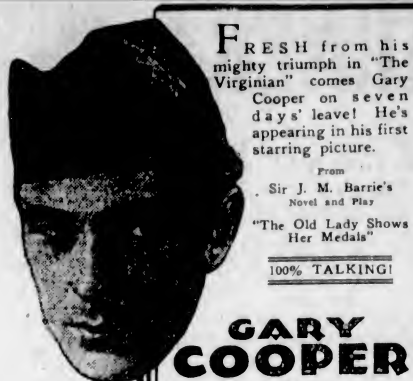 FRESH from his
mighty triumph in "The
Virginian" comes Gary
Cooper on seven
days' leave! He's
appearing in his first
starring picture.
From
Sir J. M. Barrie's
Novel and Play
"The Old Lady Shows
Her Medals"
100% TALKING!
GARY
COOPER